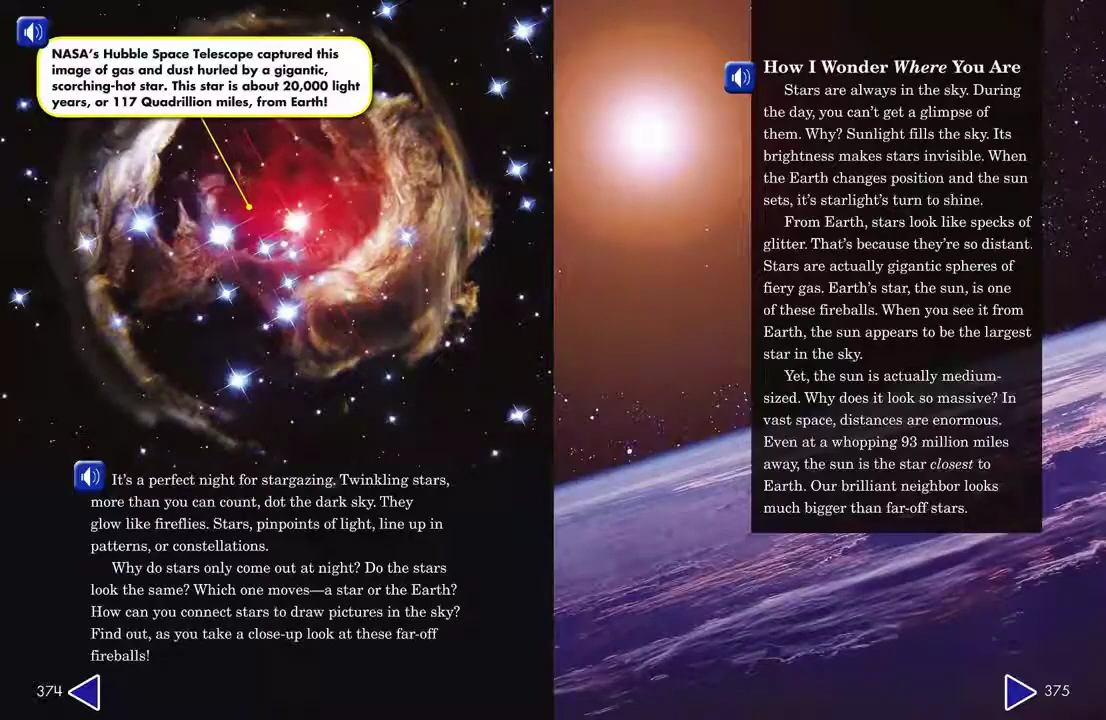 NASA's Hubble Space Telescope captured this
image of gas and dust hurled by a gigantic,
scorching-hot star. This star is about 20,000 light
years, or 117 Quadrillion miles, from Earth!
It's a perfect night for stargazing. Twinkling stars,
more than you can count, dot the dark sky. They
glow like fireflies. Stars, pinpoints of light, line up in
patterns, or constellations.
Why do stars only come out at night? Do the stars
look the same? Which one moves—a star or the Earth?
How can you connect stars to draw pictures in the sky?
Find out, as you take a close-up look at these far-off
fireballs!
374
How I Wonder Where You Are
Stars are always in the sky. During
the day, you can't get a glimpse of
them. Why? Sunlight fills the sky. Its
brightness makes stars invisible. When
the Earth changes position and the sun
sets, it's starlight's turn to shine.
From Earth, stars look like specks of
glitter. That's because they're so distant.
Stars are actually gigantic spheres of
fiery gas. Earth's star, the sun, is one
of these fireballs. When you see it from
Earth, the sun appears to be the largest
star in the sky.
Yet, the sun is actually medium-
sized. Why does it look so massive? In
vast space, distances are enormous.
Even at a whopping 93 million miles
away, the sun is the star closest to
Earth. Our brilliant neighbor looks
much bigger than far-off stars.
375